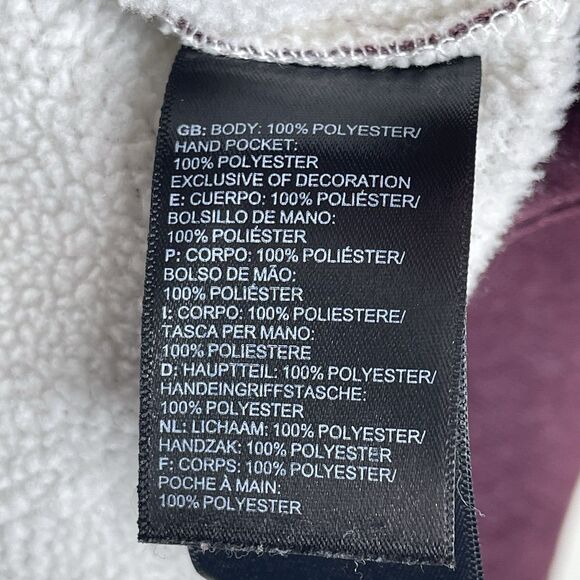 GB: BODY: 100% POLYESTER/
HAND POCKET:
100% POLYESTER
EXCLUSIVE OF DECORATION
E: CUERPO: 100% POLIÉSTER/
BOLSILLO DE MANO:
100% POLIÉSTER
P: CORPO: 100% POLIÉSTER/
BOLSO DE MÃO:
100% POLIÉSTER
I: CORPO: 100% POLIESTERE/
TASCA PER MANO:
100% POLIESTERE
D: HAUPTTEIL: 100% POLYESTER/
HANDEINGRIFFSTASCHE:
100% POLYESTER
NL: LICHAAM: 100% POLYESTER/
HANDZAK: 100% POLYESTER
F: CORPS: 100% POLYESTER/
POCHE À MAIN:
100% POLYESTER